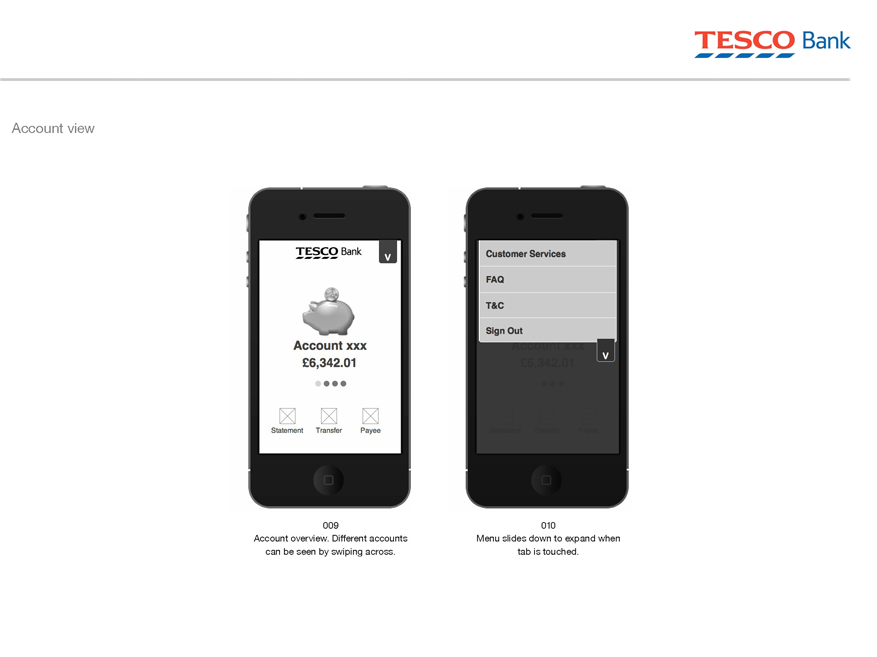 TESCO Bank
Account view
TESCO Bank
v
Account xxx
£6,342.01
Statement Transfer Payee
009
Account overview. Different accounts
can be seen by swiping across.
Customer Services
FAQ
T&C
Sign Out
Account xxx
v
£6,342.01
010
Menu slides down to expand when
tab is touched.